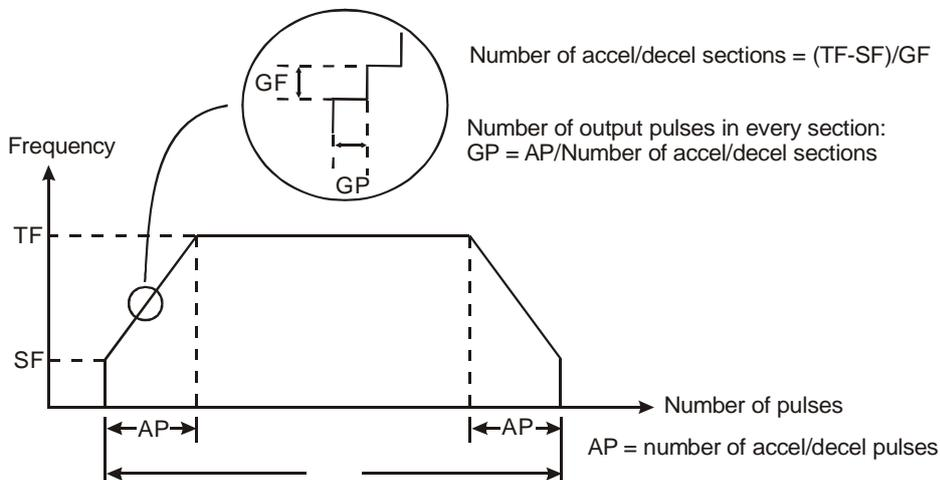 Number of accel/decel sections = (TF-SF)/GF
GF
Number of output pulses in every section:
GP = AP/Number of accel/decel sections
GP
Frequency
TF
SF
Number of pulses
AP
AP
AP = number of accel/decel pulses